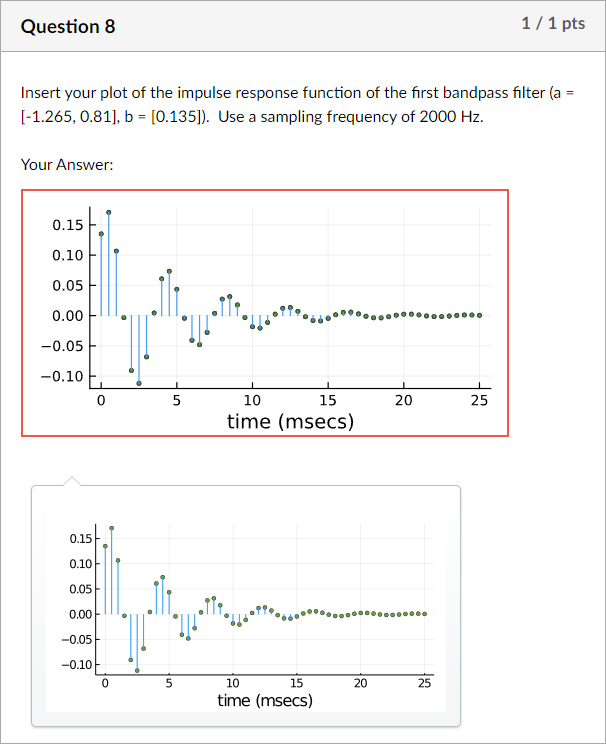 Question 8
1 / 1 pts
Insert your plot of the impulse response function of the first bandpass filter (a =
[-1.265, 0.81], b = [0.135]).  Use a sampling frequency of 2000 Hz.
Your Answer:
0.15
0.10
0.05
0.00
−0.05
−0.10
0 5 10 15 20 25
time (msecs)
0.15
0.10
0.05
0.00
−0.05
−0.10
0 5 10 15 20 25
time (msecs)